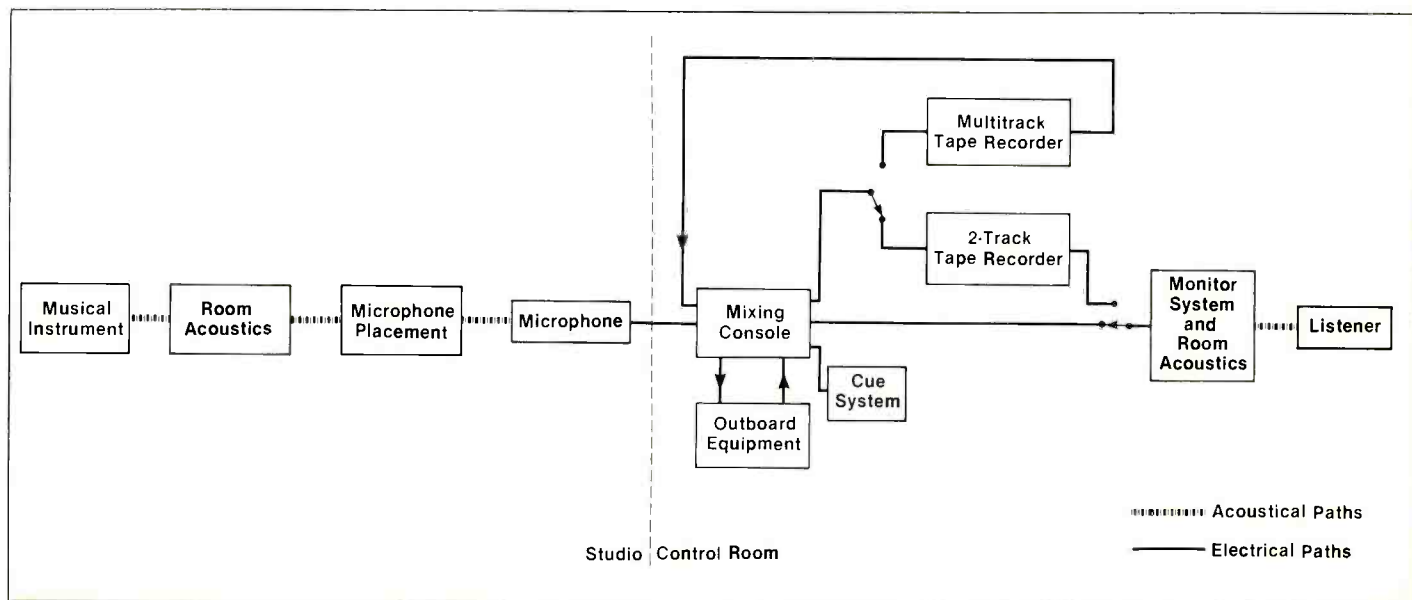 Multitrack
Tape Recorder
2-Track
Tape Recorder
Musical
Instrument
Room
Acoustics
Microphone
Placement
Microphone
Mixing
Console
Monitor
System
and
Room
Acoustics
Listener
Cue
System
Outboard
Equipment
Acoustical Paths
Studio
Control Room
Electrical Paths